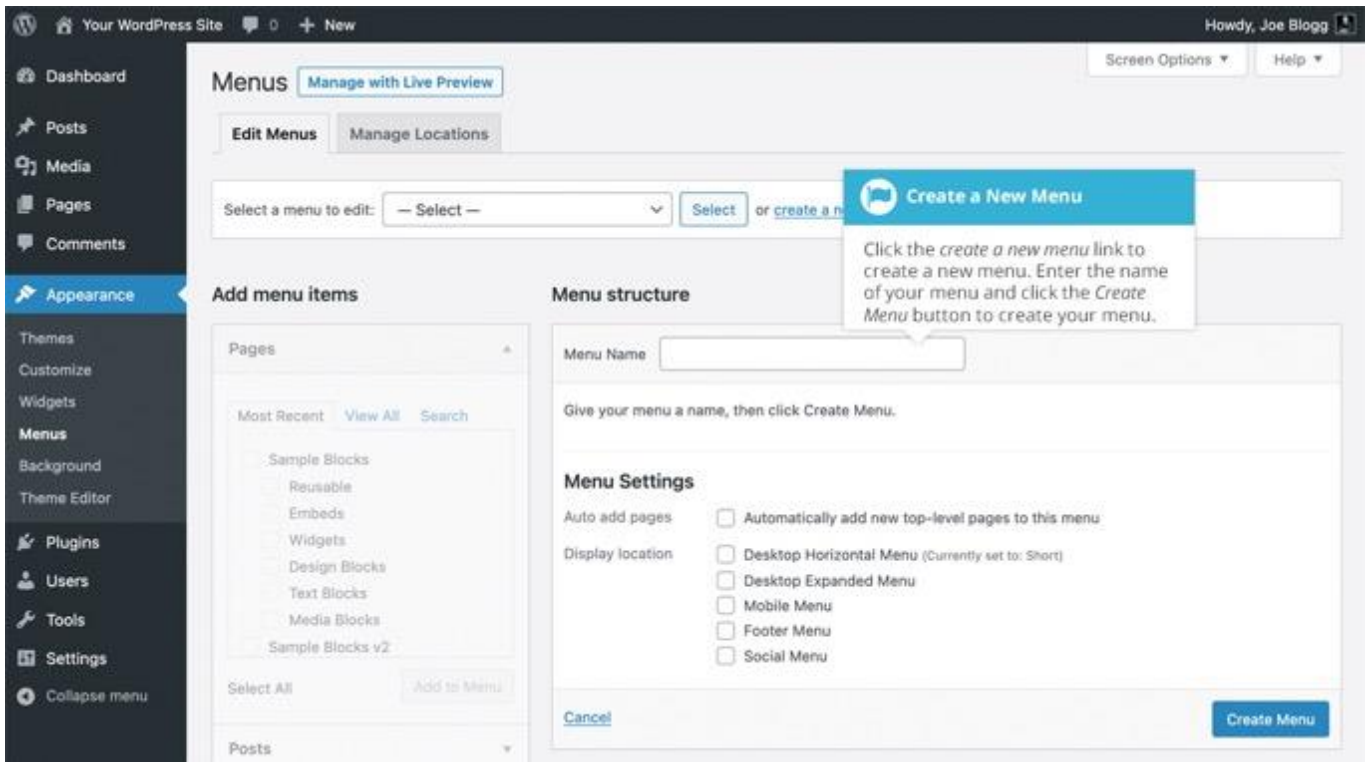 Your WordPress Site 0 + New Howdy, Joe Blogg
Screen Options Help
Dashboard
Posts
Media
Pages
Comments
Appearance
Themes
Customize
Widgets
Menus
Background
Theme Editor
Plugins
Users
Tools
Settings
Collapse menu
Menus Manage with Live Preview
Edit Menus Manage Locations
Select a menu to edit: — Select — Select or create a
Create a New Menu
Click the create a new menu link to
create a new menu. Enter the name
of your menu and click the Create
Menu button to create your menu.
Add menu items
Pages
Most Recent View All Search
Sample Blocks
Reusable
Embeds
Widgets
Design Blocks
Text Blocks
Media Blocks
Sample Blocks v2
Select All Add to Menu
Posts
Menu structure
Menu Name
Give your menu a name, then click Create Menu.
Menu Settings
Auto add pages Automatically add new top-level pages to this menu
Display location Desktop Horizontal Menu (Currently set to: Short)
Desktop Expanded Menu
Mobile Menu
Footer Menu
Social Menu
Cancel Create Menu